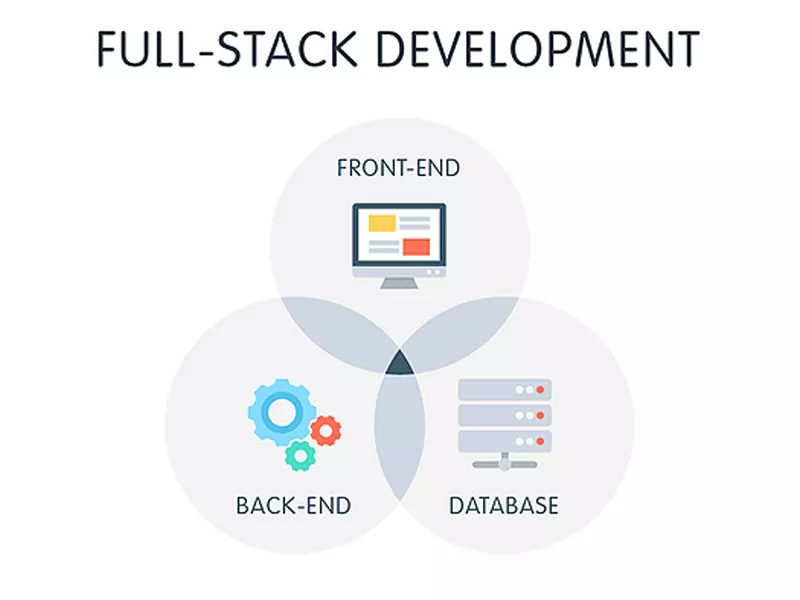 FULL-STACK DEVELOPMENT
FRONT-END
BACK-END
DATABASE